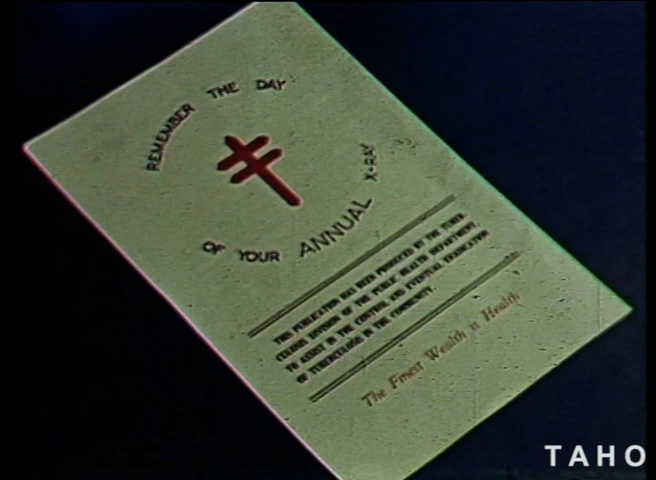 REMEMBER THE DAY
OF YOUR ANNUAL X-RAY
THIS PUBLICATION HAS BEEN PRODUCED BY THE TUBER-
CULOSIS DIVISION OF THE PUBLIC HEALTH DEPARTMENT,
TO ASSIST IN THE CONTROL AND EVENTUAL ERADICATION
OF TUBERCULOSIS IN THE COMMUNITY.
The Finest Wealth is Health
TAHO